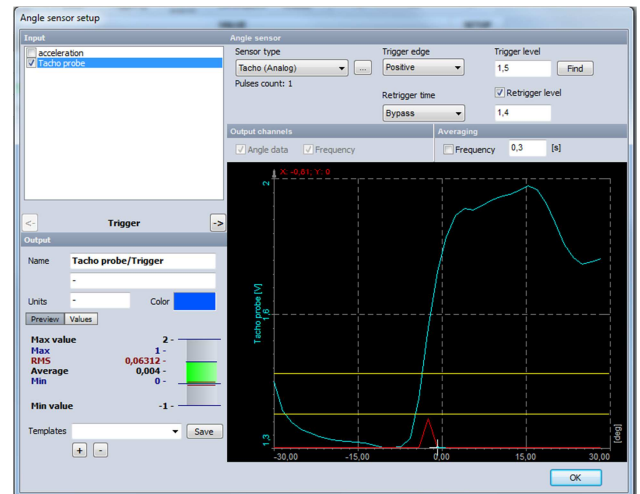 Angle sensor setup
Input
acceleration
Tacho probe
<-
Trigger
->
Output
Name
Tacho probe/Trigger
-
Units
-
Color
Preview
Values
Max value
2 -
Max
1 -
RMS
0,06312 -
Average
0,004 -
Min
0 -
Min value
-1 -
Templates
Save
+
-
Angle sensor
Sensor type
Trigger edge
Trigger level
Tacho (Analog)
...
Positive
1,5
Find
Pulses count: 1
Retrigger time
Retrigger level
Bypass
1,4
Output channels
Averaging
Angle data
Frequency
Frequency
0,3
[s]
X: -0,81; Y: 0
2
Tacho probe [V]
1,6
1,3
-30,00
-15,00
0,00
15,00
30,00
[deg]
OK